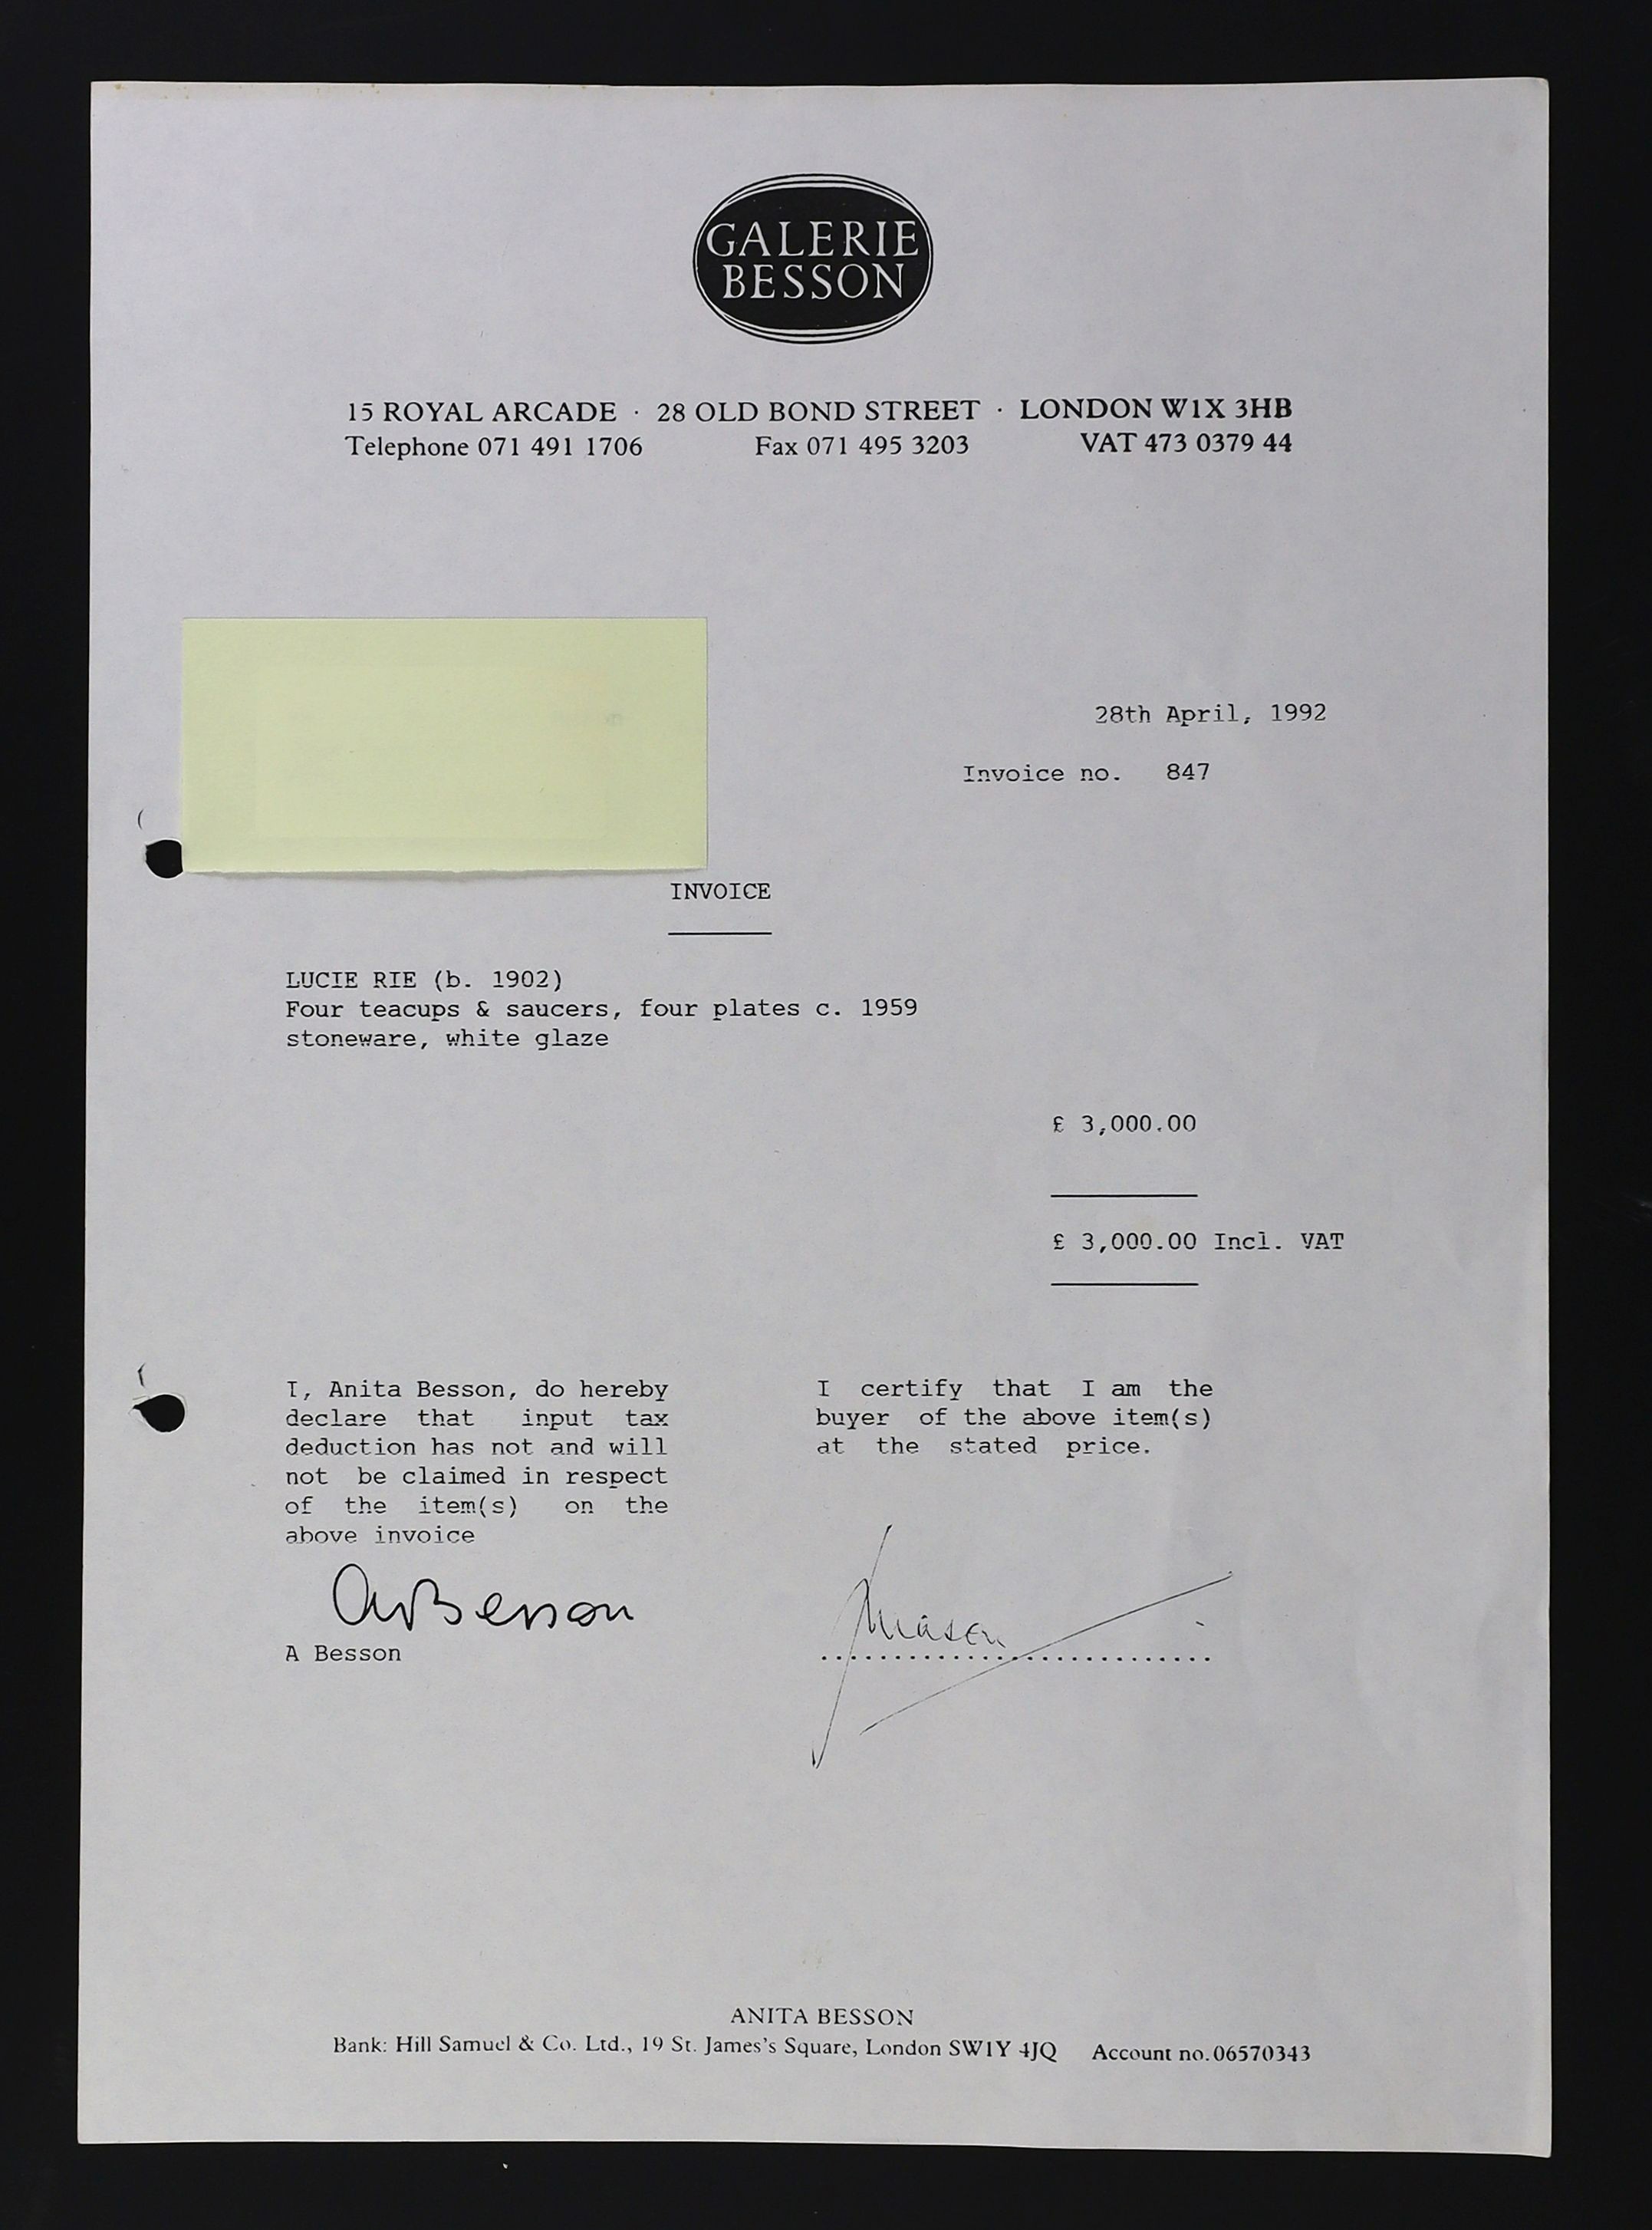 GALERIE
BESSON
15 ROYAL ARCADE · 28 OLD BOND STREET · LONDON W1X 3HB
Telephone 071 491 1706 Fax 071 495 3203 VAT 473 0379 44
28th April, 1992
Invoice no. 847
INVOICE
LUCIE RIE (b. 1902)
Four teacups & saucers, four plates c. 1959
stoneware, white glaze
£ 3,000.00
£ 3,000.00 Incl. VAT
I, Anita Besson, do hereby
declare that input tax
deduction has not and will
not be claimed in respect
of the item(s) on the
above invoice
I certify that I am the
buyer of the above item(s)
at the stated price.
A Besson
A Besson
ANITA BESSON
Bank: Hill Samuel & Co. Ltd., 19 St. James's Square, London SW1Y 4JQ Account no. 06570343